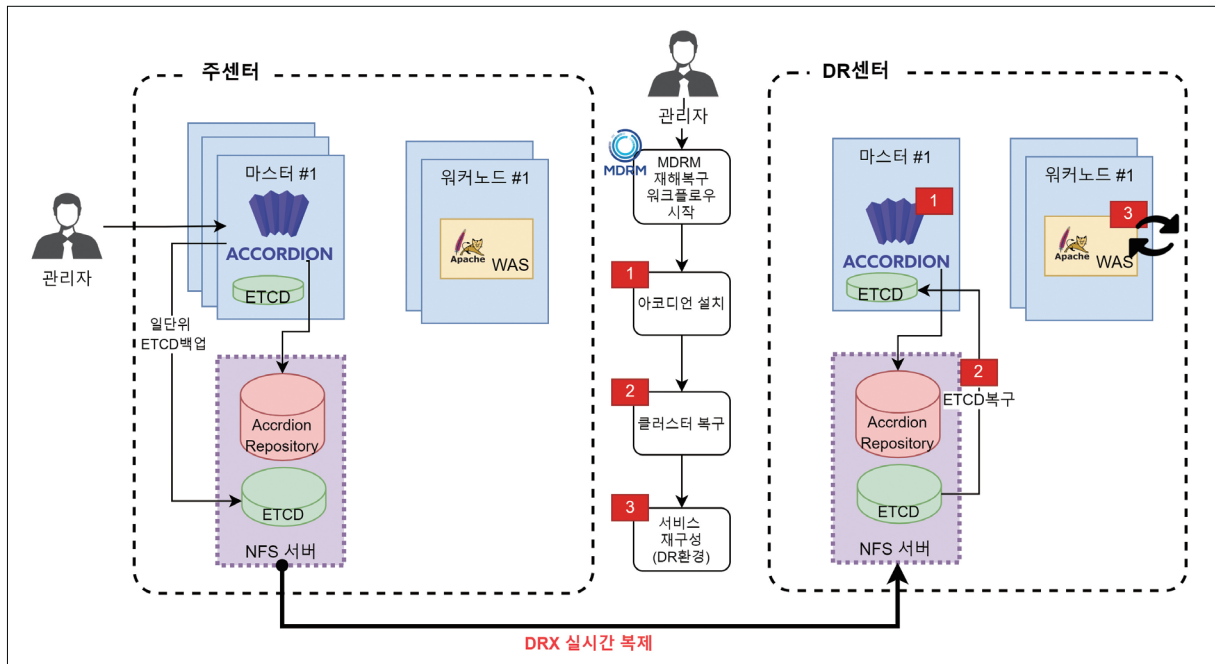 주센터
관리자
마스터 #1
ACCORDION
ETCD
워커노드 #1
Apache
WAS
일단위
ETCD백업
Accrdion
Repository
ETCD
NFS 서버
관리자
MDRM
MDRM
재해복구
워크플로우
시작
1
아코디언 설치
2
클러스터 복구
3
서비스
재구성
(DR환경)
DR센터
마스터 #1
1
ACCORDION
ETCD
워커노드 #1
3
Apache
WAS
2
ETCD복구
Accrdion
Repository
ETCD
NFS 서버
DRX 실시간 복제